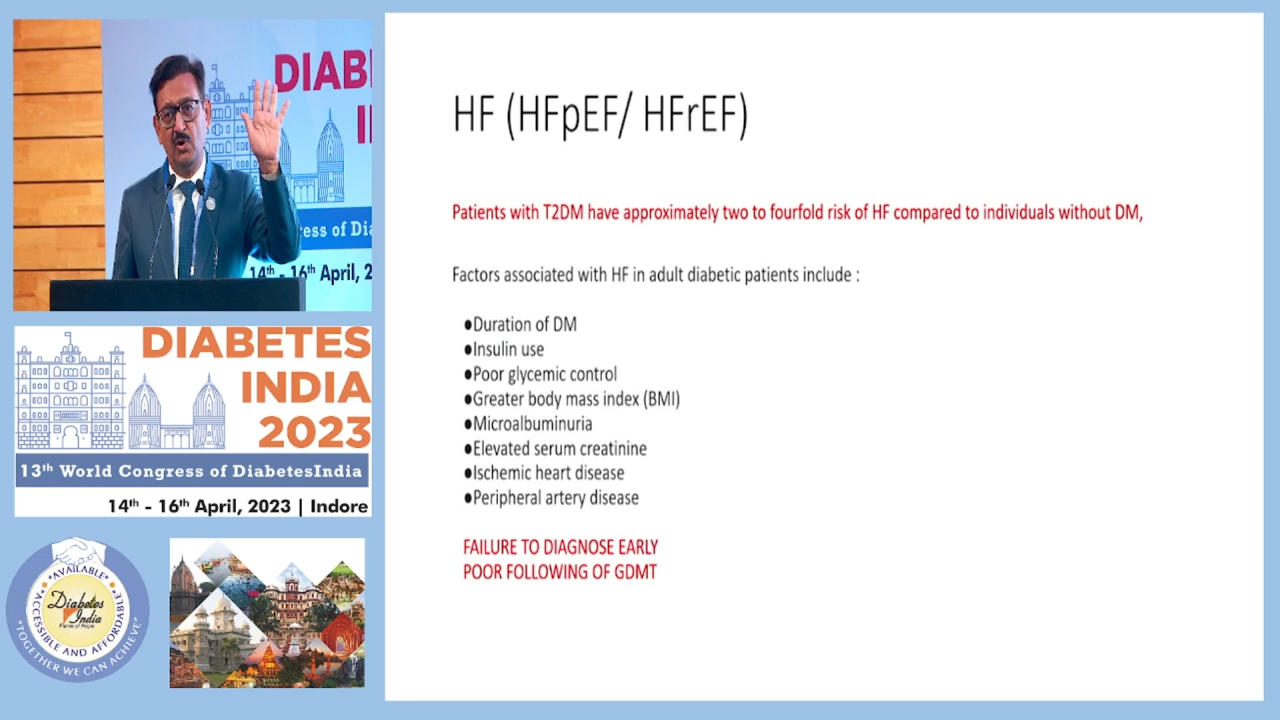 DIAB
I
ess of Dia
14th - 16th April, 2
DIABETES
INDIA
2023
13th World Congress of DiabetesIndia
14th - 16th April, 2023 | Indore
*AVAILABLE*
*ACCESSIBLE AND AFFORDABLE*
Diabetes
India
"TOGETHER WE CAN ACHIEVE"
HF (HFpEF/ HFrEF)
Patients with T2DM have approximately two to fourfold risk of HF compared to individuals without DM,
Factors associated with HF in adult diabetic patients include :
●Duration of DM
●Insulin use
●Poor glycemic control
●Greater body mass index (BMI)
●Microalbuminuria
●Elevated serum creatinine
●Ischemic heart disease
●Peripheral artery disease
FAILURE TO DIAGNOSE EARLY
POOR FOLLOWING OF GDMT